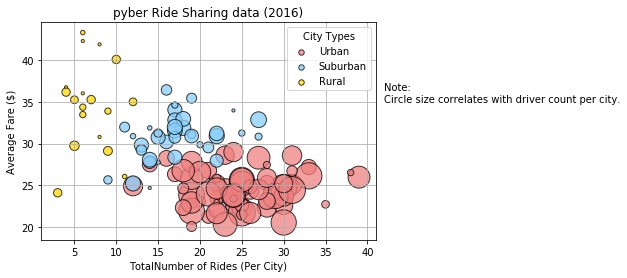 pyber Ride Sharing data (2016)
City Types
Urban
Suburban
Rural
40
35
30
25
20
Average Fare ($)
5 10 15 20 25 30 35 40
TotalNumber of Rides (Per City)
Note:
Circle size correlates with driver count per city.